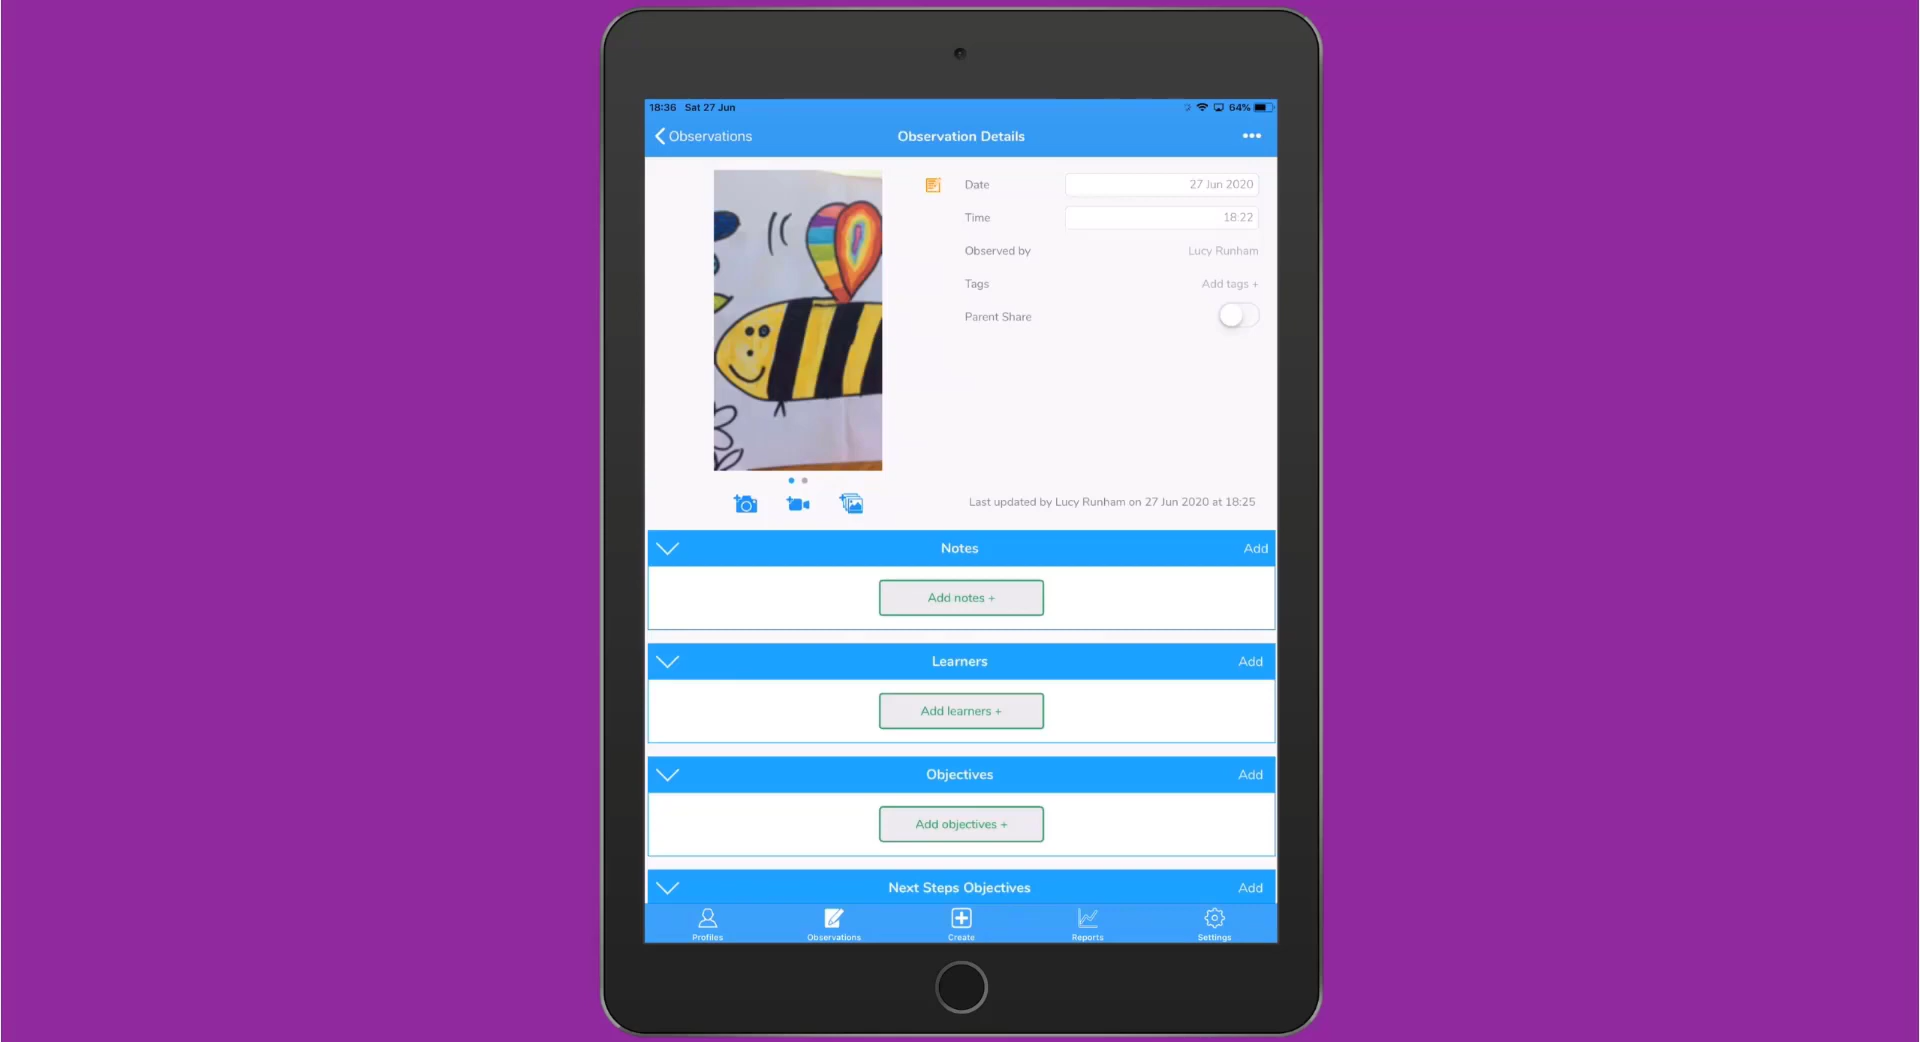 18:36 Sat 27 Jun 64%
Observations Observation Details
Date 27 Jun 2020
Time 18:22
Observed by Lucy Runham
Tags Add tags +
Parent Share
Last updated by Lucy Runham on 27 Jun 2020 at 18:25
Notes Add
Add notes +
Learners Add
Add learners +
Objectives Add
Add objectives +
Next Steps Objectives Add
Profiles Observations Create Reports Settings